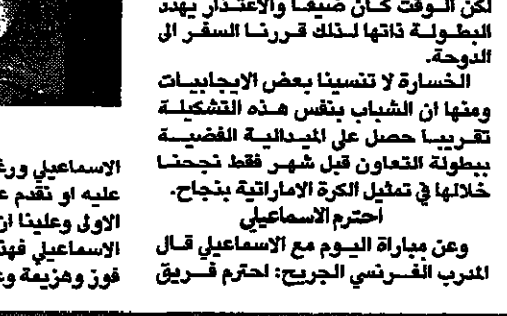 لكن الوقت كان ضيقا والاعتذار يهدد
البطولة ذاتها لذلك قررنا السفر الى
الدوحة.
الخسارة لا تنسينا بعض الايجابيات
ومنها ان الشباب بنفس هذه التشكيلة
تقريبا حصل على الميدالية الفضية
ببطولة التعاون قبل شهر فقط نجحنا
خلالها في تمثيل الكرة الاماراتية بنجاح.
احترم الاسماعيلي
وعن مباراة اليوم مع الاسماعيلي قال
المدرب الفرنسي الجريح: احترم فريق
الاسماعيلي ورغ
عليه او تقدم ع
الاولى وعلينا ان
الاسماعيلي فهذ
فوز وهزيمة وع